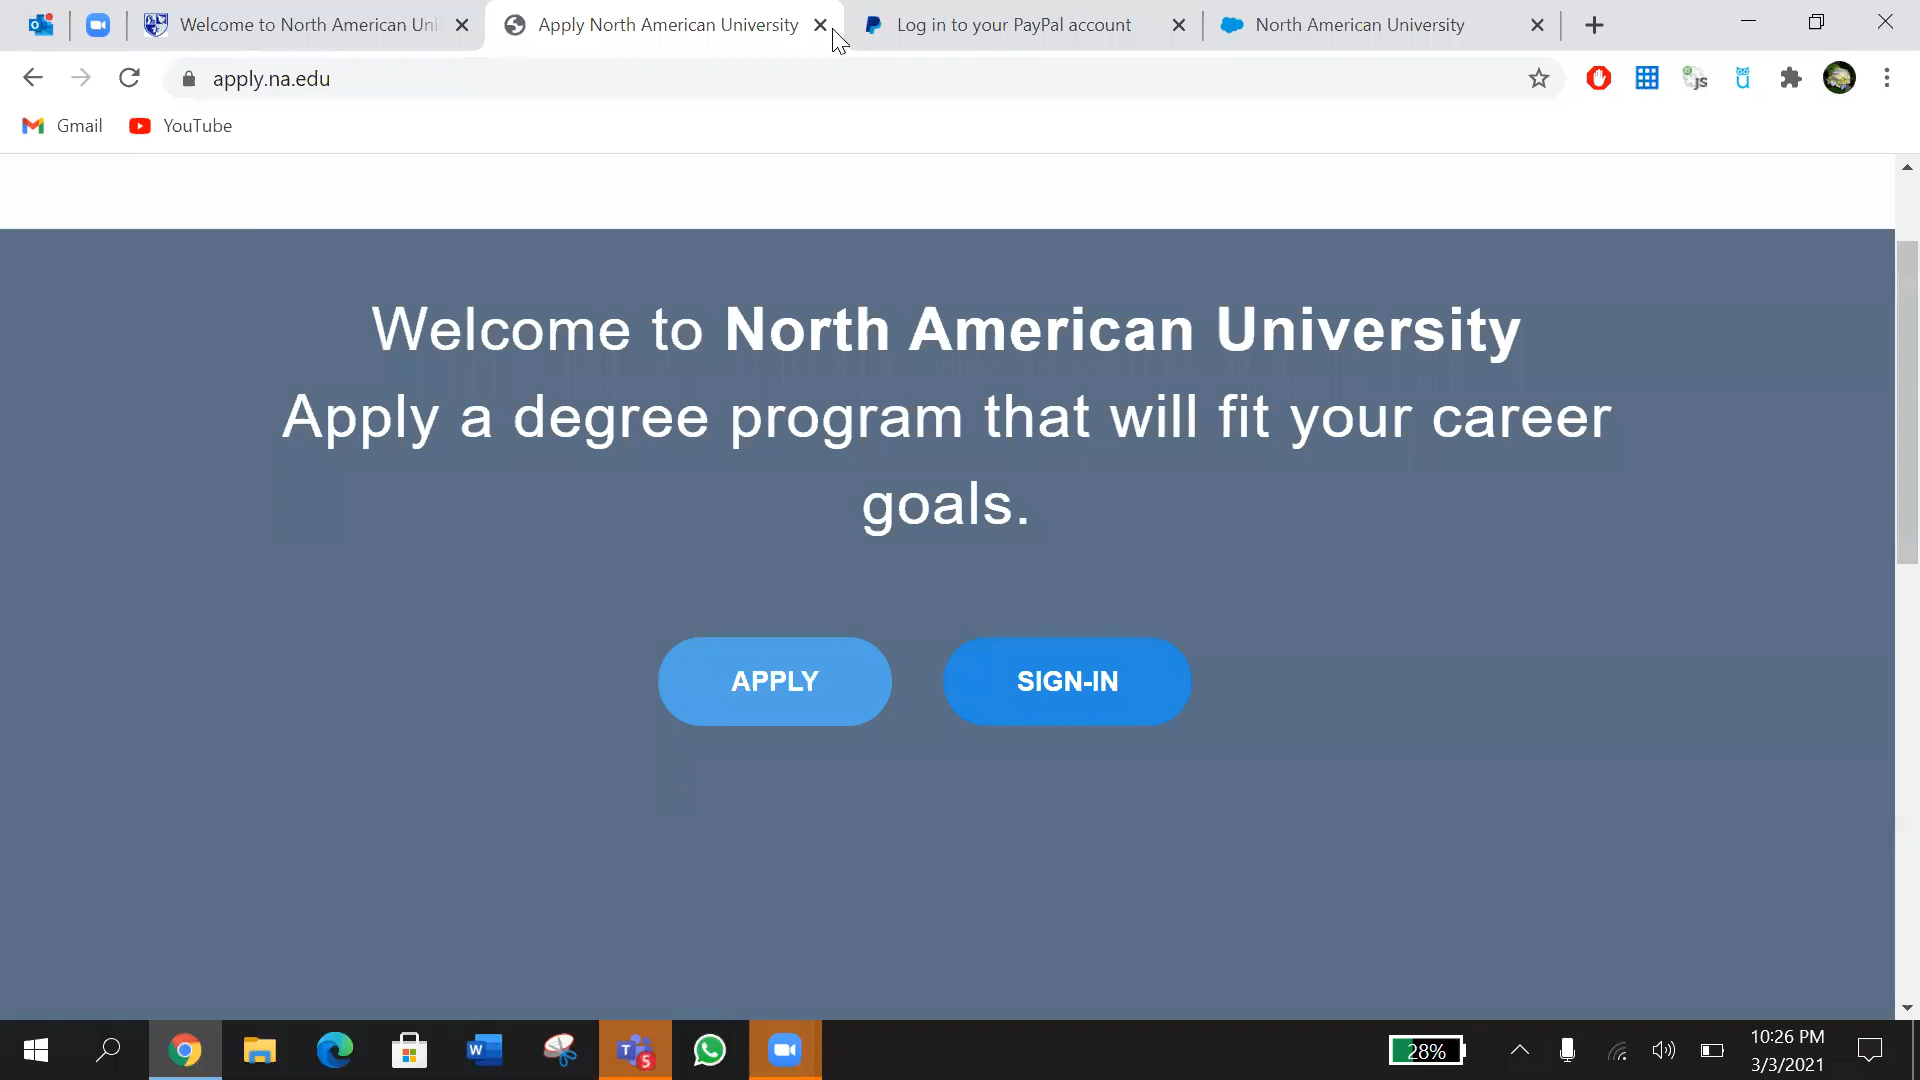 Welcome to North American Uni
Apply North American University
Log in to your PayPal account
North American University
apply.na.edu
JS
Gmail
YouTube
Welcome to North American University
Apply a degree program that will fit your career
goals.
APPLY
SIGN-IN
W
T
5
28%
10:26 PM
3/3/2021